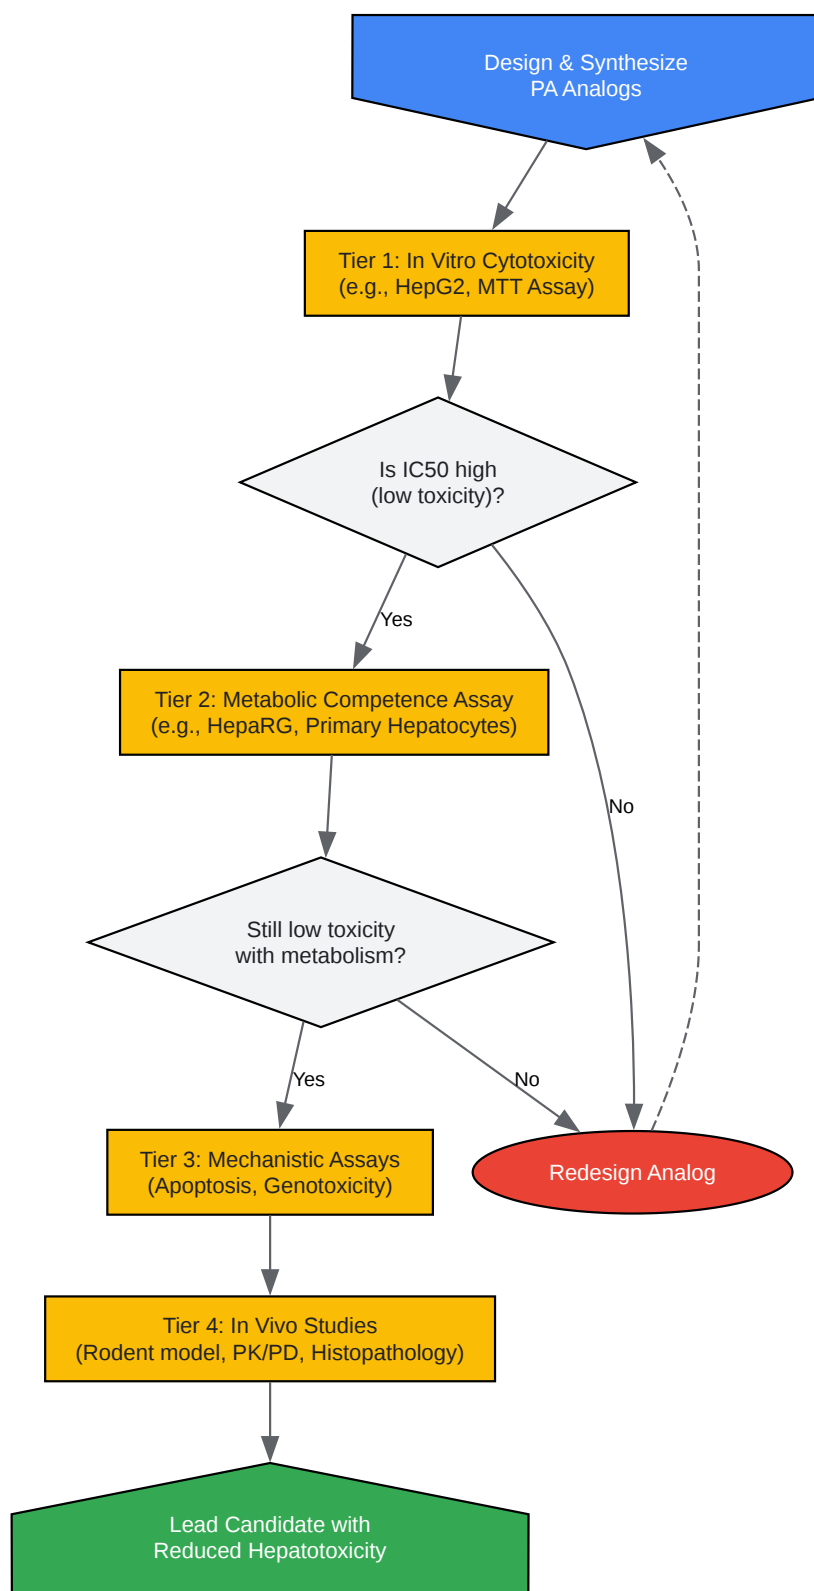 Design & Synthesize
PA Analogs
Tier 1: In Vitro Cytotoxicity
(e.g., HepG2, MTT Assay)
Is IC50 high
(low toxicity)?
Yes
Tier 2: Metabolic Competence Assay
(e.g., HepaRG, Primary Hepatocytes)
No
Still low toxicity
with metabolism?
Yes
No
Tier 3: Mechanistic Assays
(Apoptosis, Genotoxicity)
Redesign Analog
Tier 4: In Vivo Studies
(Rodent model, PK/PD, Histopathology)
Lead Candidate with
Reduced Hepatotoxicity